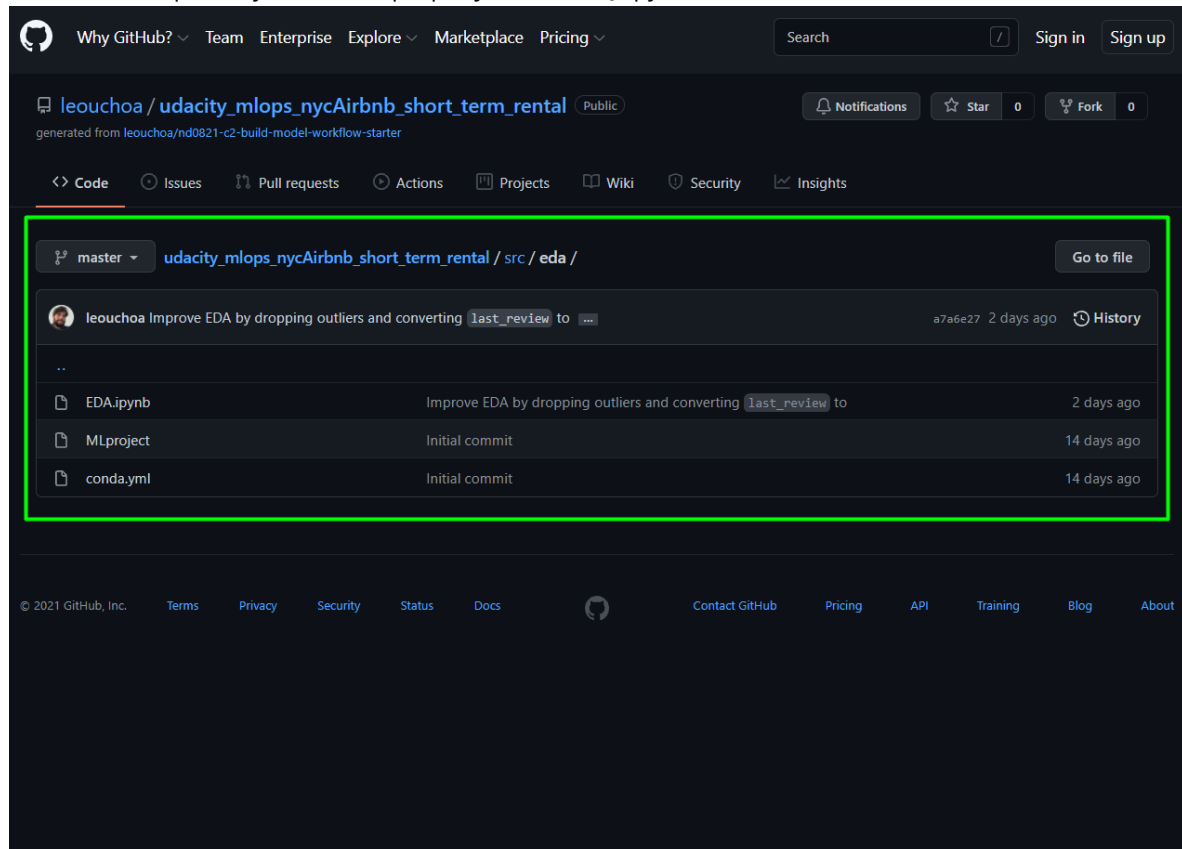 Why GitHub? Team Enterprise Explore Marketplace Pricing Search / Sign in Sign up
leouchoa / udacity_mlops_nycAirbnb_short_term_rental Public Notifications Star 0 Fork 0
generated from leouchoa/nd0821-c2-build-model-workflow-starter
<> Code Issues Pull requests Actions Projects Wiki Security Insights
master udacity_mlops_nycAirbnb_short_term_rental / src / eda / Go to file
leouchoa Improve EDA by dropping outliers and converting last_review to ... a7a6e27 2 days ago History
..
EDA.ipynb Improve EDA by dropping outliers and converting last_review to 2 days ago
MLproject Initial commit 14 days ago
conda.yml Initial commit 14 days ago
© 2021 GitHub, Inc. Terms Privacy Security Status Docs Contact GitHub Pricing API Training Blog About